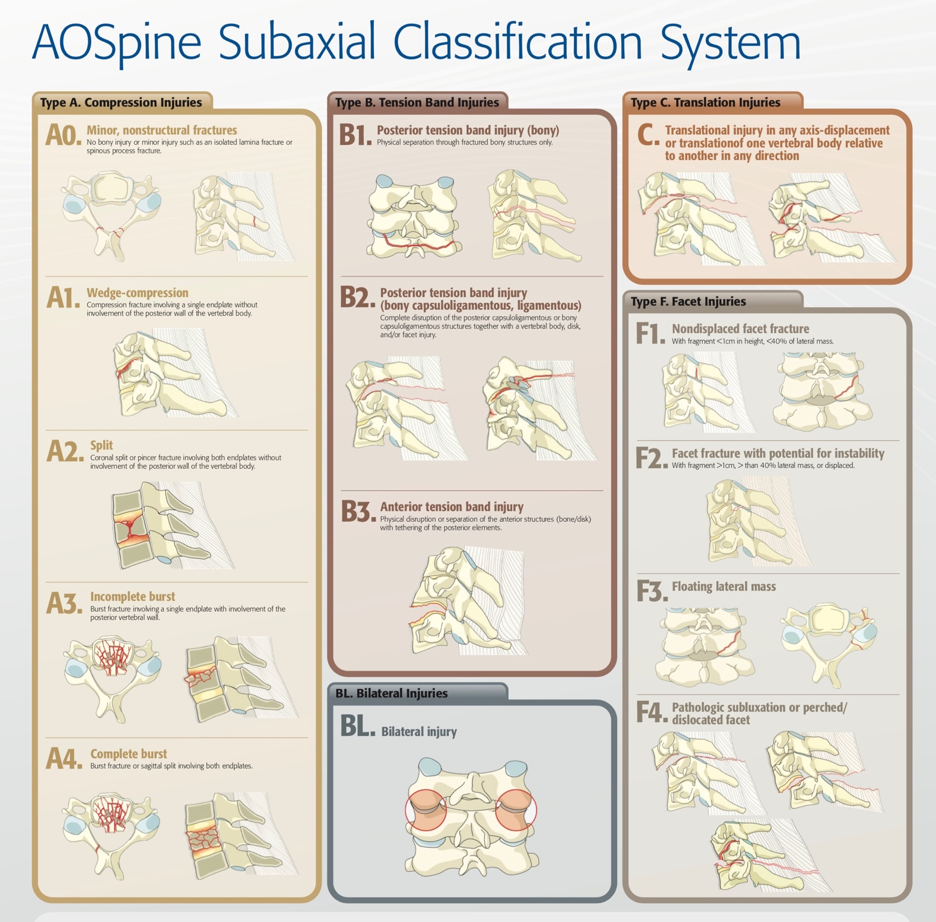 AOSpine Subaxial Classification System
Type A. Compression Injuries
A0. Minor, nonstructural fractures
No bony injury or minor injury such as an isolated lamina fracture or
spinous process fracture.
A1. Wedge-compression
Compression fracture involving a single endplate without
involvement of the posterior wall of the vertebral body.
A2. Split
Coronal split or pincer fracture involving both endplates without
involvement of the posterior wall of the vertebral body.
A3. Incomplete burst
Burst fracture involving a single endplate with involvement of the
posterior vertebral wall.
A4. Complete burst
Burst fracture or sagittal split involving both endplates.
Type B. Tension Band Injuries
B1. Posterior tension band injury (bony)
Physical separation through fractured bony structures only.
B2. Posterior tension band injury
(bony capsuloligamentous, ligamentous)
Complete disruption of the posterior capsuloligamentous or bony
capsuloligamentous structures together with a vertebral body, disk,
and/or facet injury.
B3. Anterior tension band injury
Physical disruption or separation of the anterior structures (bone/disk)
with tethering of the posterior elements.
BL. Bilateral Injuries
BL. Bilateral injury
Type C. Translation Injuries
C. Translational injury in any axis-displacement
or translationof one vertebral body relative
to another in any direction
Type F. Facet Injuries
F1. Nondisplaced facet fracture
With fragment <1cm in height, <40% of lateral mass.
F2. Facet fracture with potential for instability
With fragment >1cm, > than 40% lateral mass, or displaced.
F3. Floating lateral mass
F4. Pathologic subluxation or perched/
dislocated facet